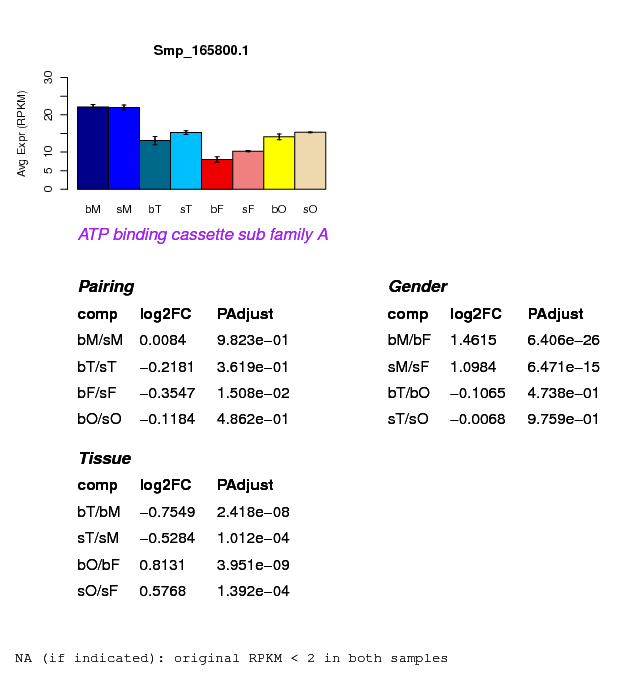 Smp_165800.1
Avg Expr (RPKM)
30
20
10
5
0
bM sM bT sT bF sF bO sO
ATP binding cassette sub family A
Pairing
comp log2FC PAdjust
bM/sM 0.0084 9.823e−01
bT/sT −0.2181 3.619e−01
bF/sF −0.3547 1.508e−02
bO/sO −0.1184 4.862e−01
Gender
comp log2FC PAdjust
bM/bF 1.4615 6.406e−26
sM/sF 1.0984 6.471e−15
bT/bO −0.1065 4.738e−01
sT/sO −0.0068 9.759e−01
Tissue
comp log2FC PAdjust
bT/bM −0.7549 2.418e−08
sT/sM −0.5284 1.012e−04
bO/bF 0.8131 3.951e−09
sO/sF 0.5768 1.392e−04
NA (if indicated): original RPKM < 2 in both samples